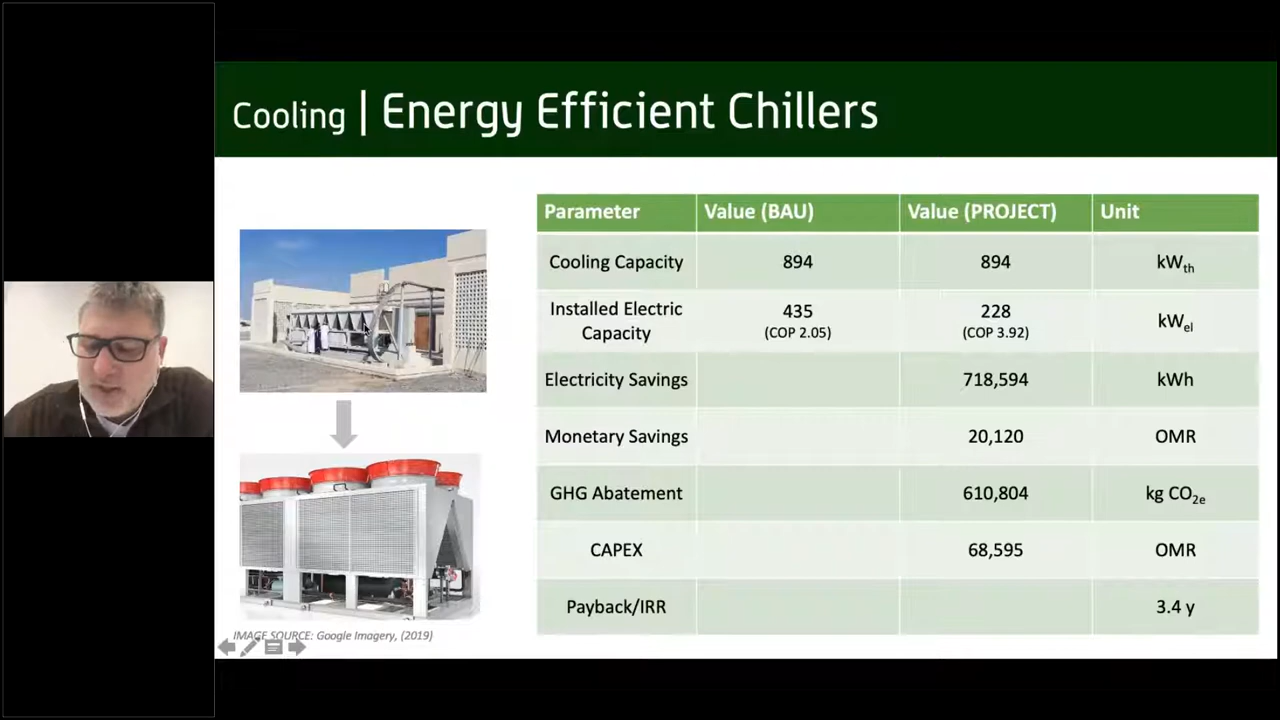 Cooling | Energy Efficient Chillers
Parameter Value (BAU) Value (PROJECT) Unit
Cooling Capacity 894 894 kWth
Installed Electric Capacity 435 (COP 2.05) 228 (COP 3.92) kWel
Electricity Savings 718,594 kWh
Monetary Savings 20,120 OMR
GHG Abatement 610,804 kg CO2e
CAPEX 68,595 OMR
Payback/IRR 3.4 y
IMAGE SOURCE: Google Imagery, (2019)